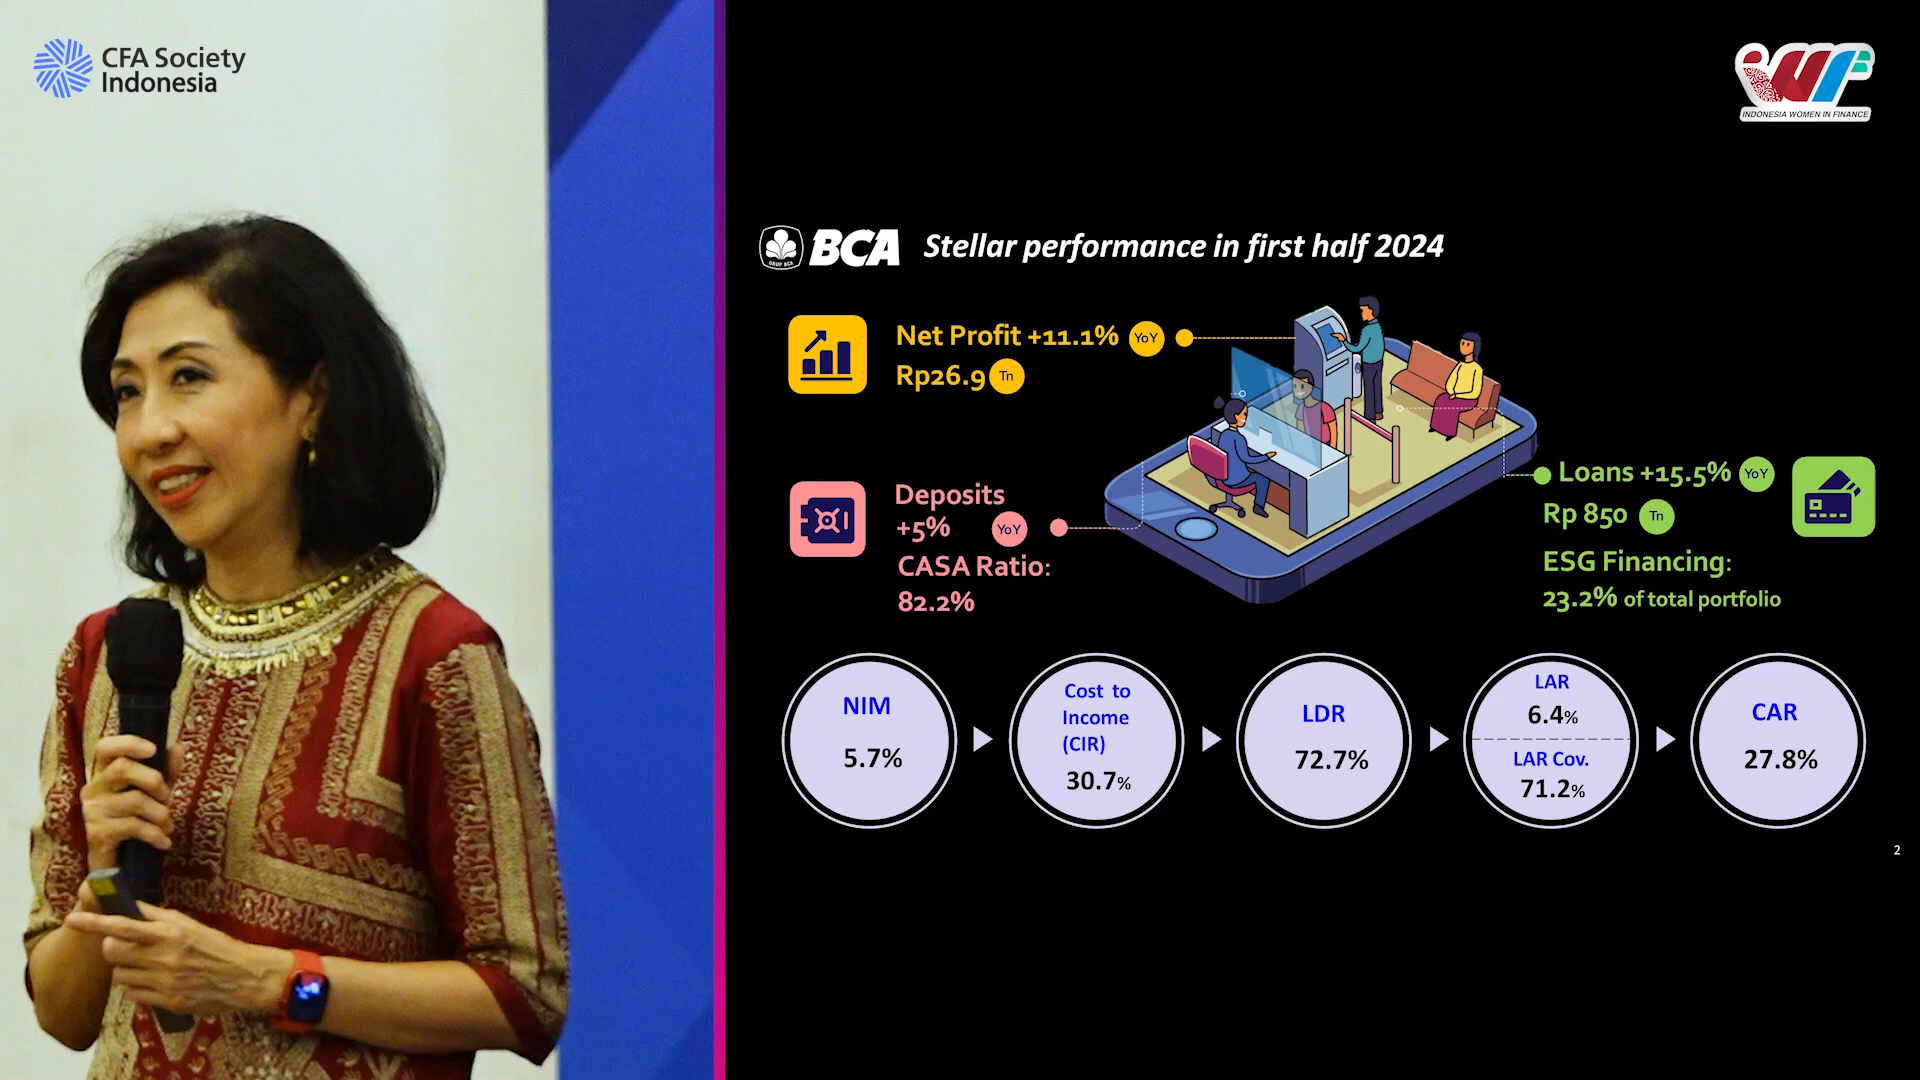 CFA Society
Indonesia
INDONESIA WOMEN IN FINANCE
GRUP BCA
BCA
Stellar performance in first half 2024
Net Profit +11.1% YoY
Rp26.9 Tn
Deposits
+5% YoY
CASA Ratio:
82.2%
Loans +15.5% YoY
Rp 850 Tn
ESG Financing:
23.2% of total portfolio
NIM
5.7%
Cost to
Income
(CIR)
30.7%
LDR
72.7%
LAR
6.4%
LAR Cov.
71.2%
CAR
27.8%
2